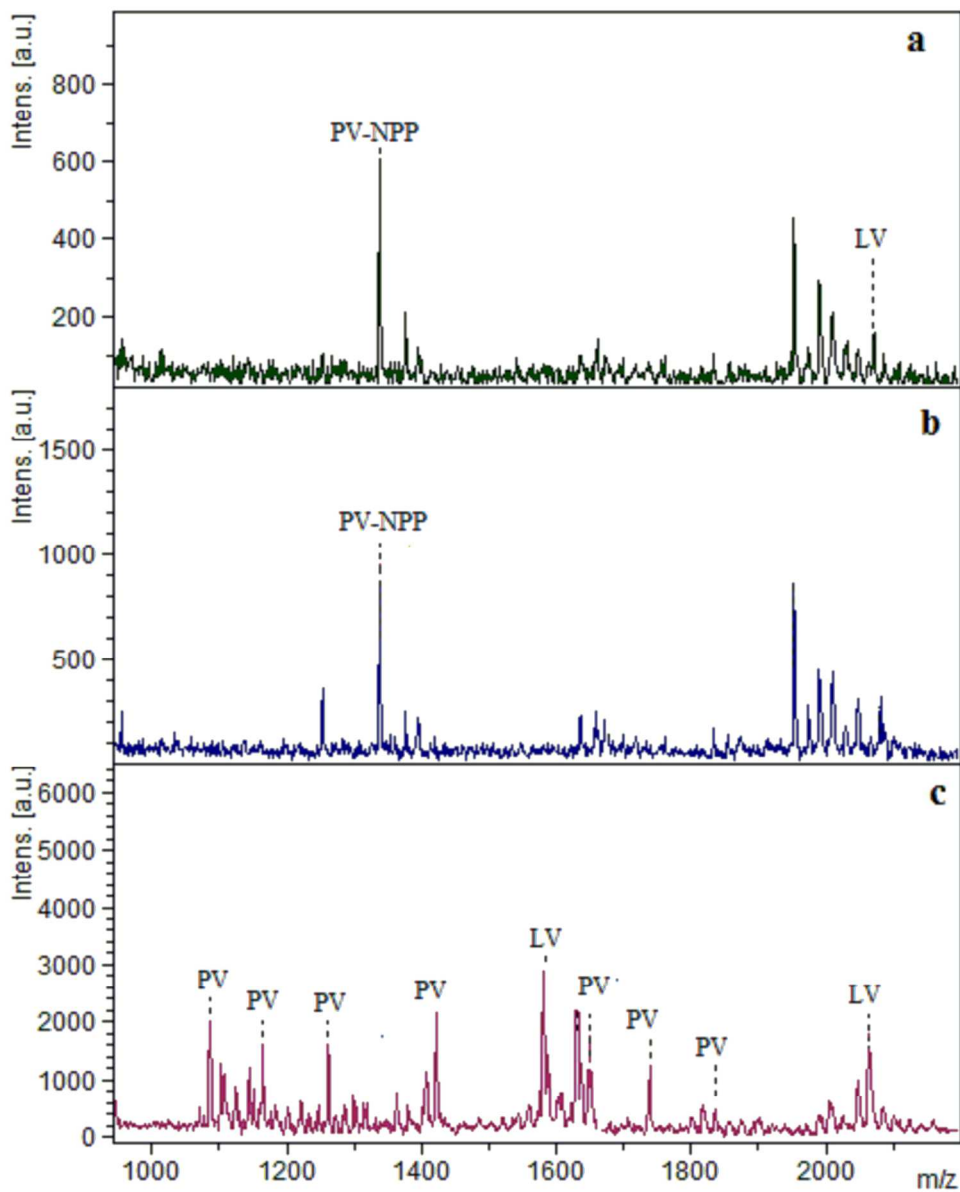 a
Intens. [a.u.]
800
600
400
200
PV-NPP
LV
b
Intens. [a.u.]
1500
1000
500
PV-NPP
c
Intens. [a.u.]
6000
5000
4000
3000
2000
1000
0
PV
PV
PV
PV
LV
PV
PV
PV
LV
1000 1200 1400 1600 1800 2000 m/z